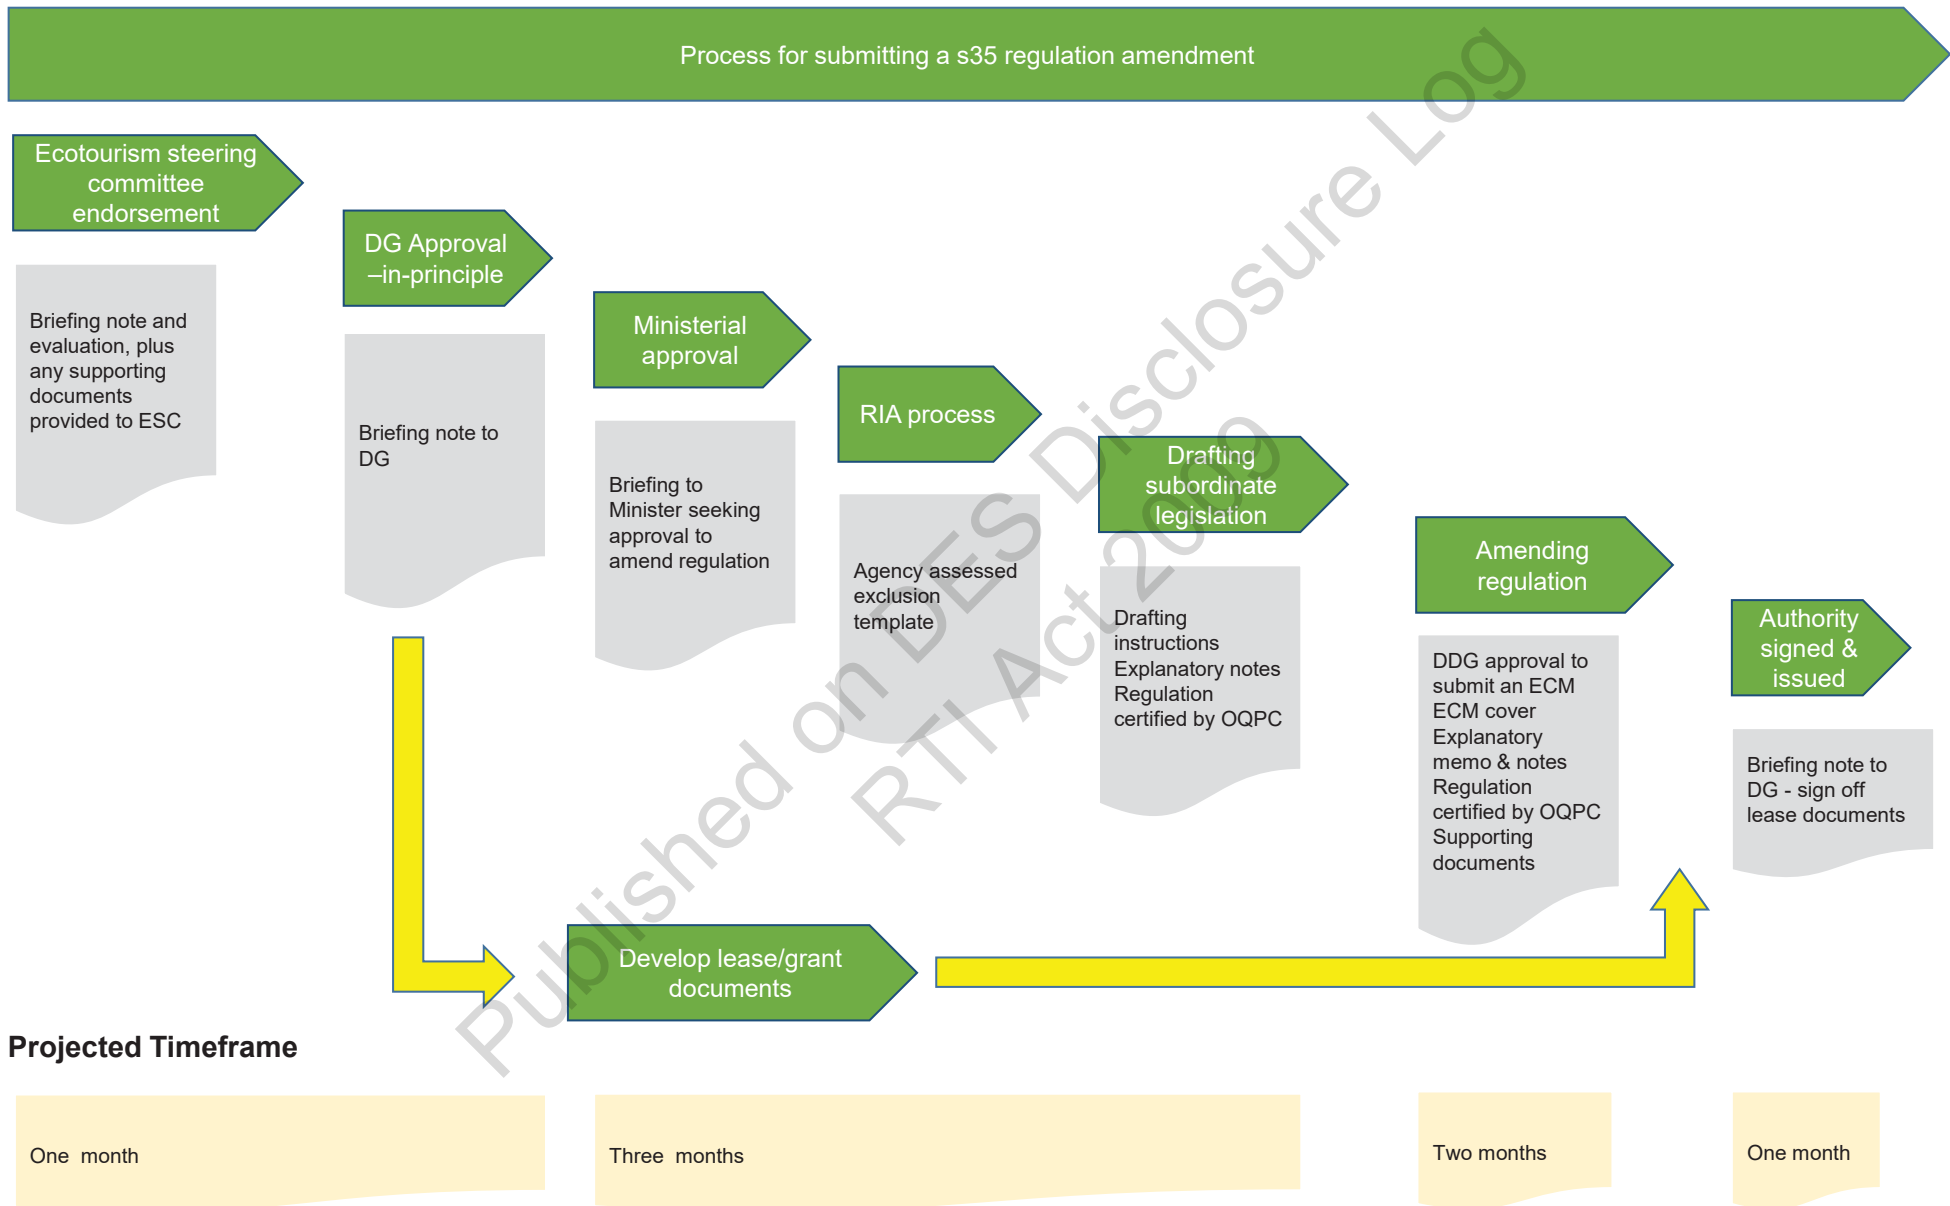 Process for submitting a s35 regulation amendment
Ecotourism steering
committee
endorsement
Briefing note and
evaluation, plus
any supporting
documents
provided to ESC
DG Approval
–in-principle
Briefing note to
DG
Ministerial
approval
Briefing to
Minister seeking
approval to
amend regulation
RIA process
Agency assessed
exclusion
template
Drafting
subordinate
legislation
Drafting
instructions
Explanatory notes
Regulation
certified by OQPC
Amending
regulation
DDG approval to
submit an ECM
ECM cover
Explanatory
memo & notes
Regulation
certified by OQPC
Supporting
documents
Authority
signed &
issued
Briefing note to
DG - sign off
lease documents
Develop lease/grant
documents
Published on DES Disclosure Log
RTI Act 2009
Projected Timeframe
One  month
Three  months
Two months
One month